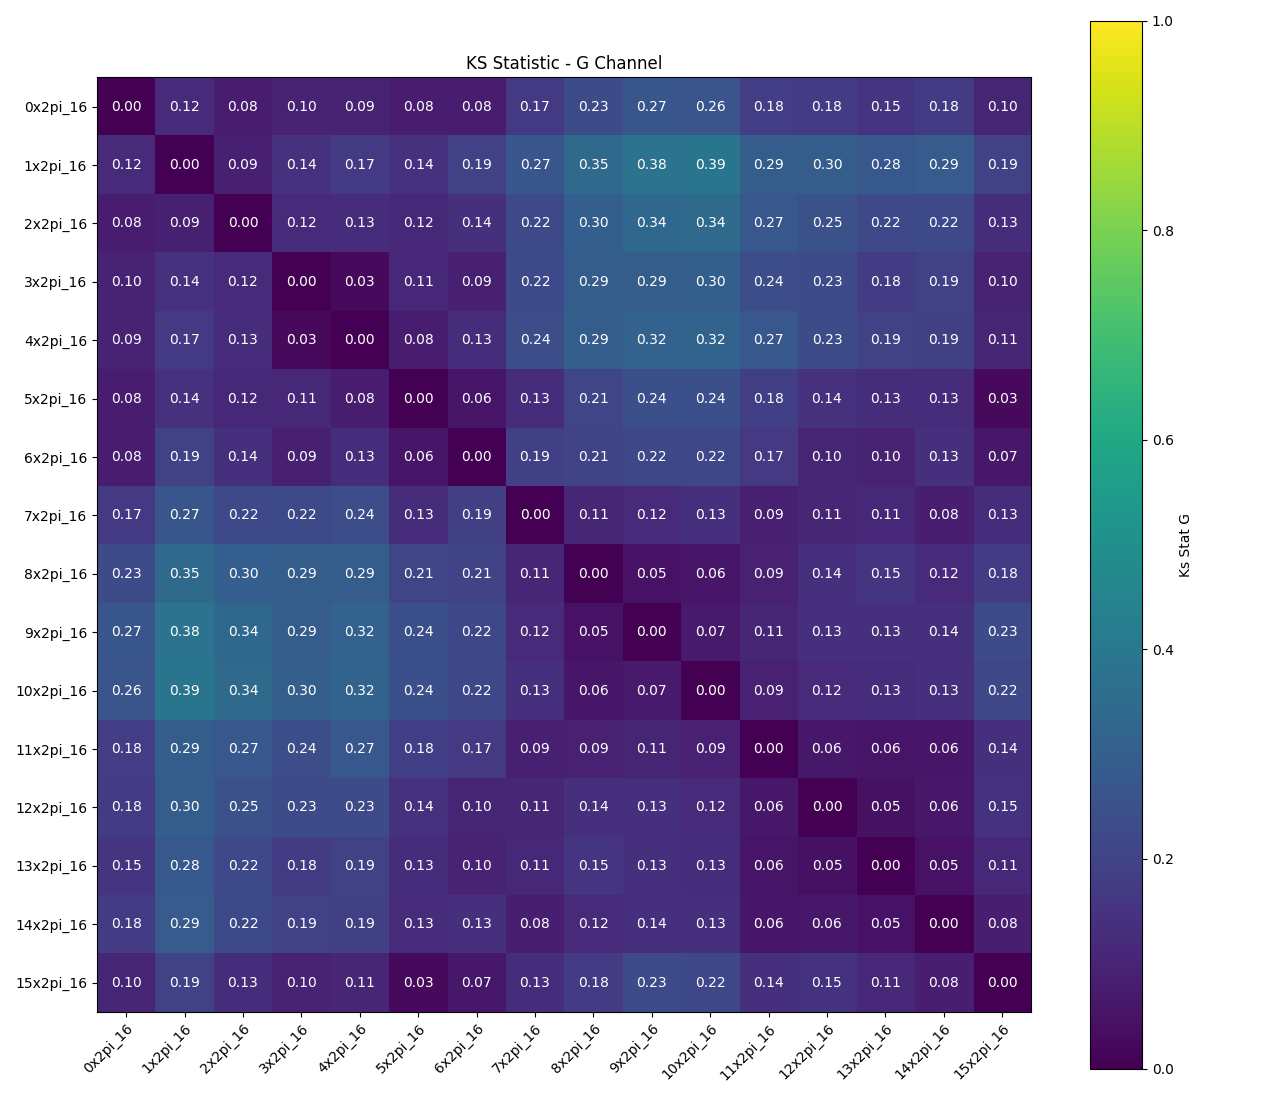 KS Statistic - G Channel
0x2pi_16 0.00 0.12 0.08 0.10 0.09 0.08 0.08 0.17 0.23 0.27 0.26 0.18 0.18 0.15 0.18 0.10
1x2pi_16 0.12 0.00 0.09 0.14 0.17 0.14 0.19 0.27 0.35 0.38 0.39 0.29 0.30 0.28 0.29 0.19
2x2pi_16 0.08 0.09 0.00 0.12 0.13 0.12 0.14 0.22 0.30 0.34 0.34 0.27 0.25 0.22 0.22 0.13
3x2pi_16 0.10 0.14 0.12 0.00 0.03 0.11 0.09 0.22 0.29 0.29 0.30 0.24 0.23 0.18 0.19 0.10
4x2pi_16 0.09 0.17 0.13 0.03 0.00 0.08 0.13 0.24 0.29 0.32 0.32 0.27 0.23 0.19 0.19 0.11
5x2pi_16 0.08 0.14 0.12 0.11 0.08 0.00 0.06 0.13 0.21 0.24 0.24 0.18 0.14 0.13 0.13 0.03
6x2pi_16 0.08 0.19 0.14 0.09 0.13 0.06 0.00 0.19 0.21 0.22 0.22 0.17 0.10 0.10 0.13 0.07
7x2pi_16 0.17 0.27 0.22 0.22 0.24 0.13 0.19 0.00 0.11 0.12 0.13 0.09 0.11 0.11 0.08 0.13
8x2pi_16 0.23 0.35 0.30 0.29 0.29 0.21 0.21 0.11 0.00 0.05 0.06 0.09 0.14 0.15 0.12 0.18
9x2pi_16 0.27 0.38 0.34 0.29 0.32 0.24 0.22 0.12 0.05 0.00 0.07 0.11 0.13 0.13 0.14 0.23
10x2pi_16 0.26 0.39 0.34 0.30 0.32 0.24 0.22 0.13 0.06 0.07 0.00 0.09 0.12 0.13 0.13 0.22
11x2pi_16 0.18 0.29 0.27 0.24 0.27 0.18 0.17 0.09 0.09 0.11 0.09 0.00 0.06 0.06 0.06 0.14
12x2pi_16 0.18 0.30 0.25 0.23 0.23 0.14 0.10 0.11 0.14 0.13 0.12 0.06 0.00 0.05 0.06 0.15
13x2pi_16 0.15 0.28 0.22 0.18 0.19 0.13 0.10 0.11 0.15 0.13 0.13 0.06 0.05 0.00 0.05 0.11
14x2pi_16 0.18 0.29 0.22 0.19 0.19 0.13 0.13 0.08 0.12 0.14 0.13 0.06 0.06 0.05 0.00 0.08
15x2pi_16 0.10 0.19 0.13 0.10 0.11 0.03 0.07 0.13 0.18 0.23 0.22 0.14 0.15 0.11 0.08 0.00
0x2pi_16 1x2pi_16 2x2pi_16 3x2pi_16 4x2pi_16 5x2pi_16 6x2pi_16 7x2pi_16 8x2pi_16 9x2pi_16 10x2pi_16 11x2pi_16 12x2pi_16 13x2pi_16 14x2pi_16 15x2pi_16
1.0
0.8
0.6
0.4
0.2
0.0
Ks Stat G